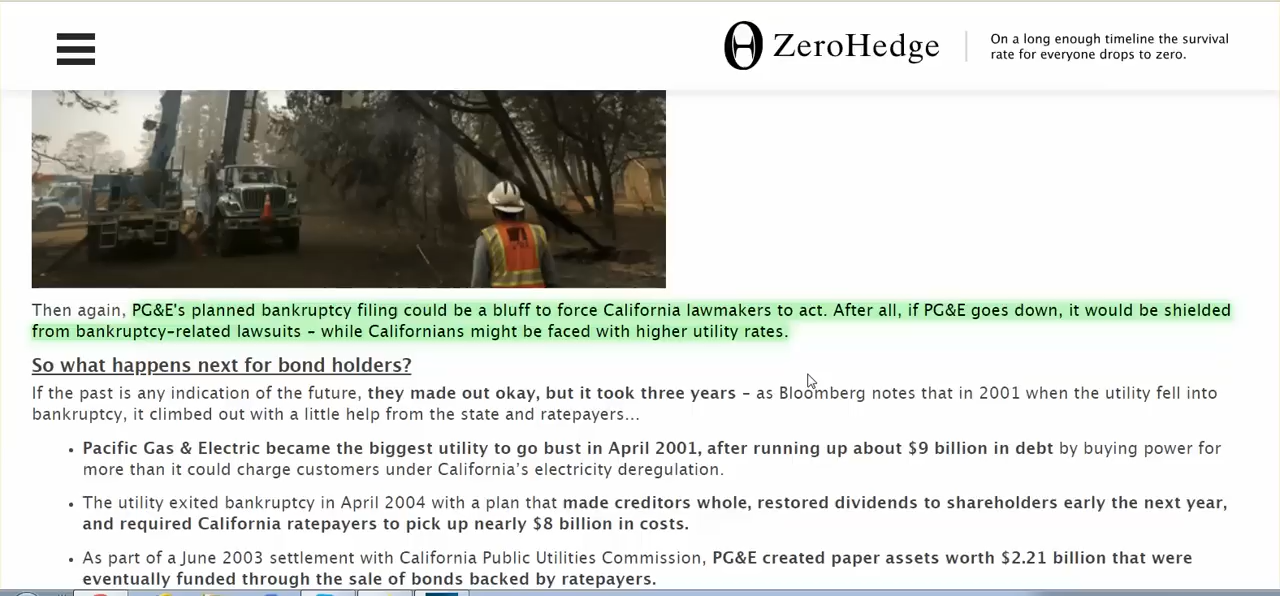 ZeroHedge
On a long enough timeline the survival
rate for everyone drops to zero.
Then again, PG&E's planned bankruptcy filing could be a bluff to force California lawmakers to act. After all, if PG&E goes down, it would be shielded
from bankruptcy-related lawsuits – while Californians might be faced with higher utility rates.
So what happens next for bond holders?
If the past is any indication of the future, they made out okay, but it took three years – as Bloomberg notes that in 2001 when the utility fell into
bankruptcy, it climbed out with a little help from the state and ratepayers…
• Pacific Gas & Electric became the biggest utility to go bust in April 2001, after running up about $9 billion in debt by buying power for
more than it could charge customers under California’s electricity deregulation.
• The utility exited bankruptcy in April 2004 with a plan that made creditors whole, restored dividends to shareholders early the next year,
and required California ratepayers to pick up nearly $8 billion in costs.
• As part of a June 2003 settlement with California Public Utilities Commission, PG&E created paper assets worth $2.21 billion that were
eventually funded through the sale of bonds backed by ratepayers.